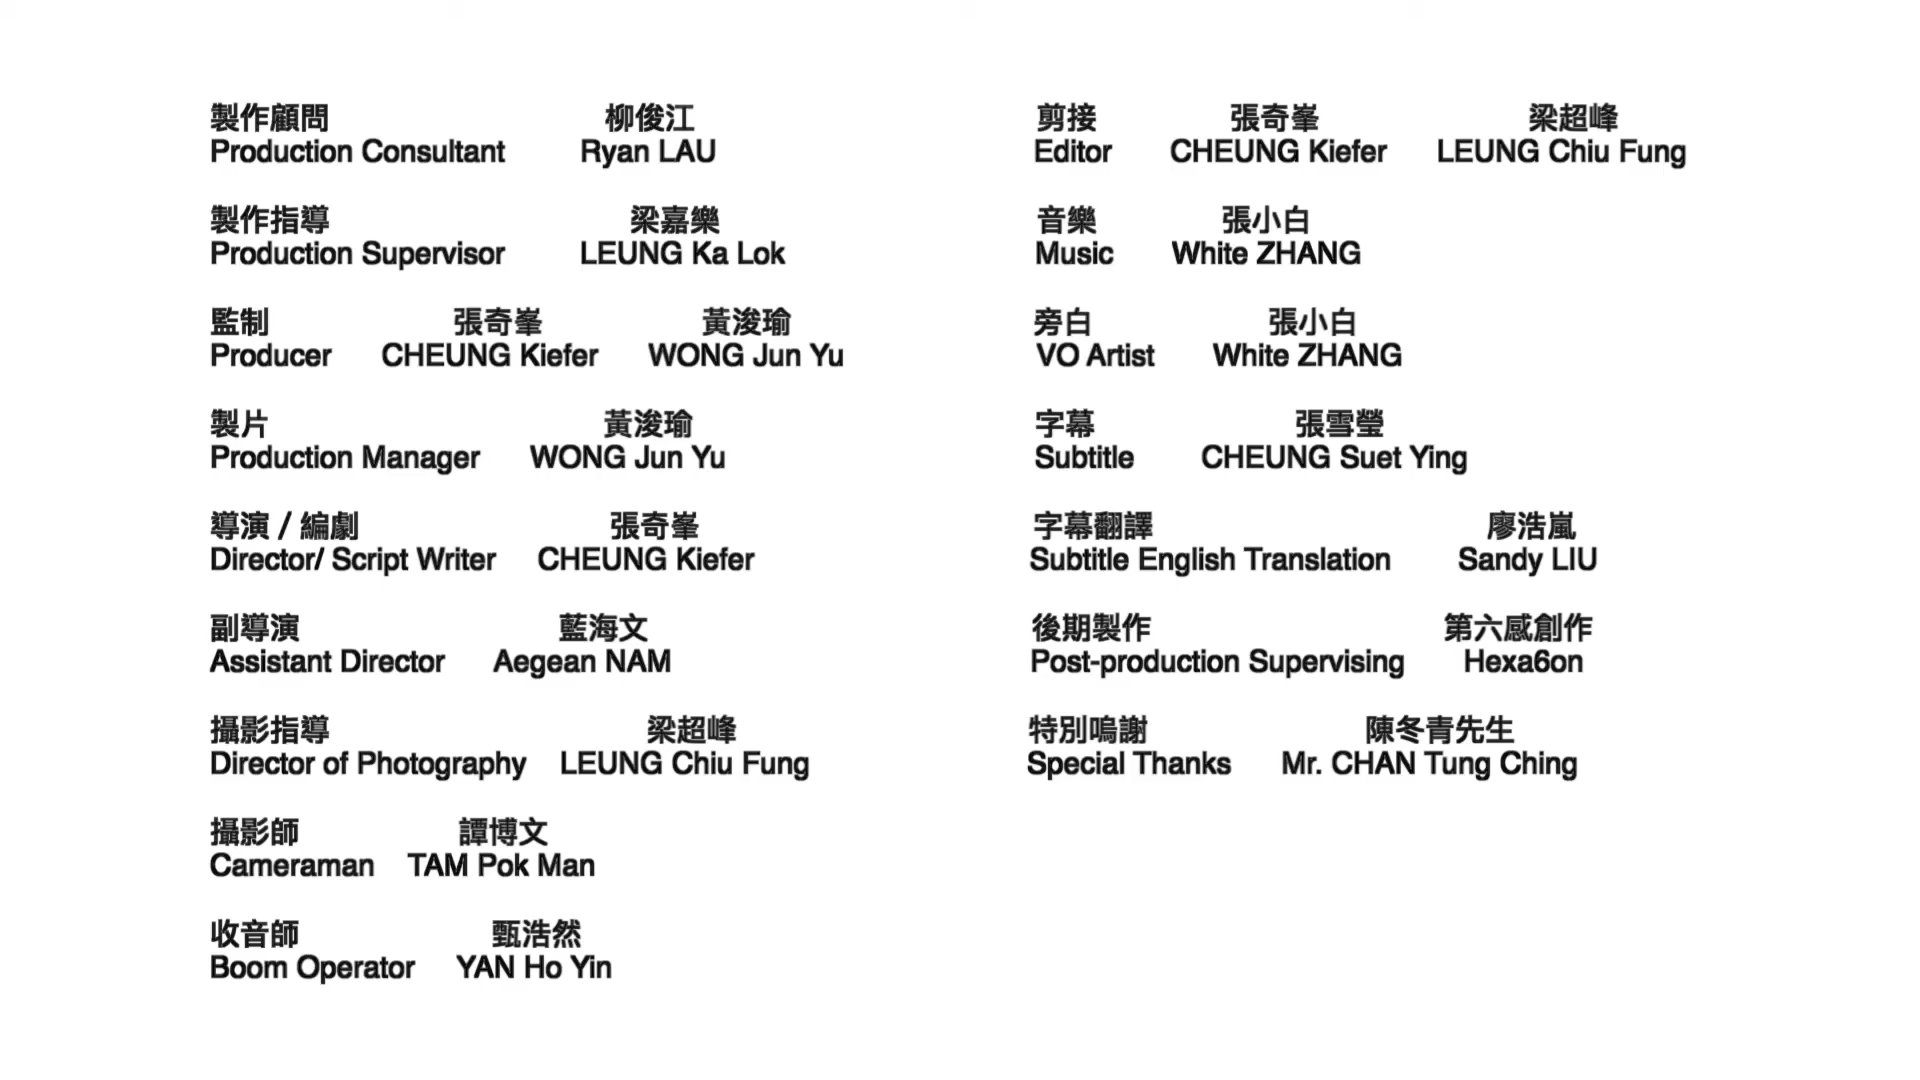 製作顧問 柳俊江
Production Consultant Ryan LAU
製作指導 梁嘉樂
Production Supervisor LEUNG Ka Lok
監制 張奇峯 黃浚瑜
Producer CHEUNG Kiefer WONG Jun Yu
製片 黃浚瑜
Production Manager WONG Jun Yu
導演 / 編劇 張奇峯
Director/ Script Writer CHEUNG Kiefer
副導演 藍海文
Assistant Director Aegean NAM
攝影指導 梁超峰
Director of Photography LEUNG Chiu Fung
攝影師 譚博文
Cameraman TAM Pok Man
收音師 甄浩然
Boom Operator YAN Ho Yin
剪接 張奇峯 梁超峰
Editor CHEUNG Kiefer LEUNG Chiu Fung
音樂 張小白
Music White ZHANG
旁白 張小白
VO Artist White ZHANG
字幕 張雪瑩
Subtitle CHEUNG Suet Ying
字幕翻譯 廖浩嵐
Subtitle English Translation Sandy LIU
後期製作 第六感創作
Post-production Supervising Hexa6on
特別鳴謝 陳冬青先生
Special Thanks Mr. CHAN Tung Ching